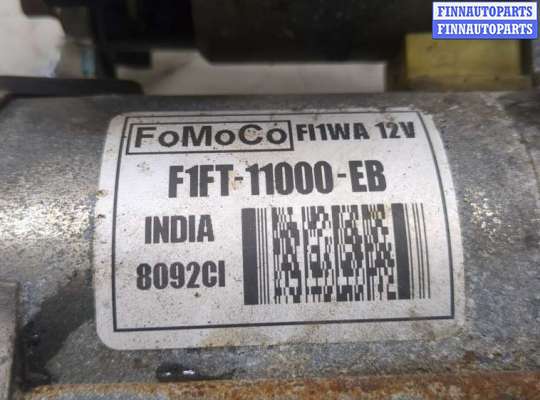 FINNAUTOPARTS
FINNAUTOPARTS
FoMoCo FI1WA 12V
F1FT-11000-EB
INDIA
8092CI